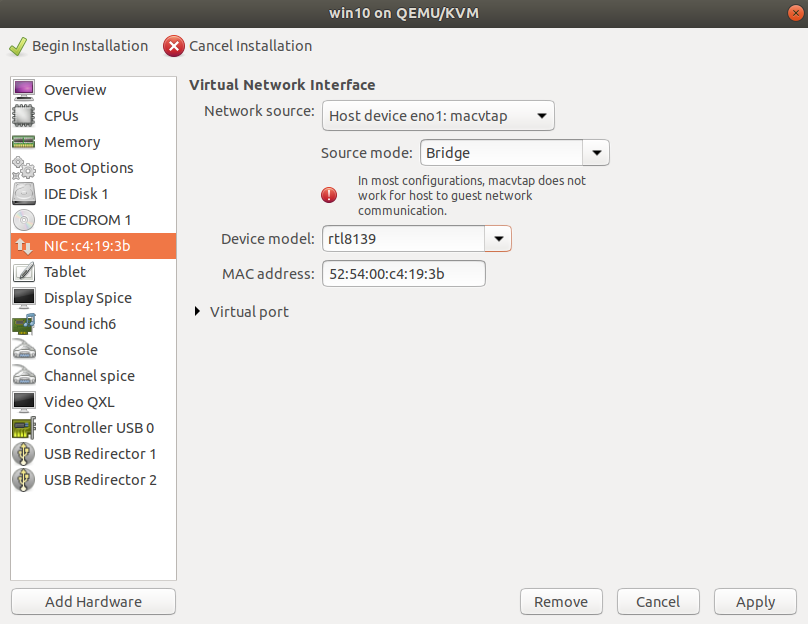 win10 on QEMU/KVM
Begin Installation
Cancel Installation
Overview
CPUs
Memory
Boot Options
IDE Disk 1
IDE CDROM 1
NIC :c4:19:3b
Tablet
Display Spice
Sound ich6
Console
Channel spice
Video QXL
Controller USB 0
USB Redirector 1
USB Redirector 2
Add Hardware
Virtual Network Interface
Network source: Host device eno1: macvtap
Source mode: Bridge
In most configurations, macvtap does not
work for host to guest network
communication.
Device model: rtl8139
MAC address: 52:54:00:c4:19:3b
Virtual port
Remove
Cancel
Apply